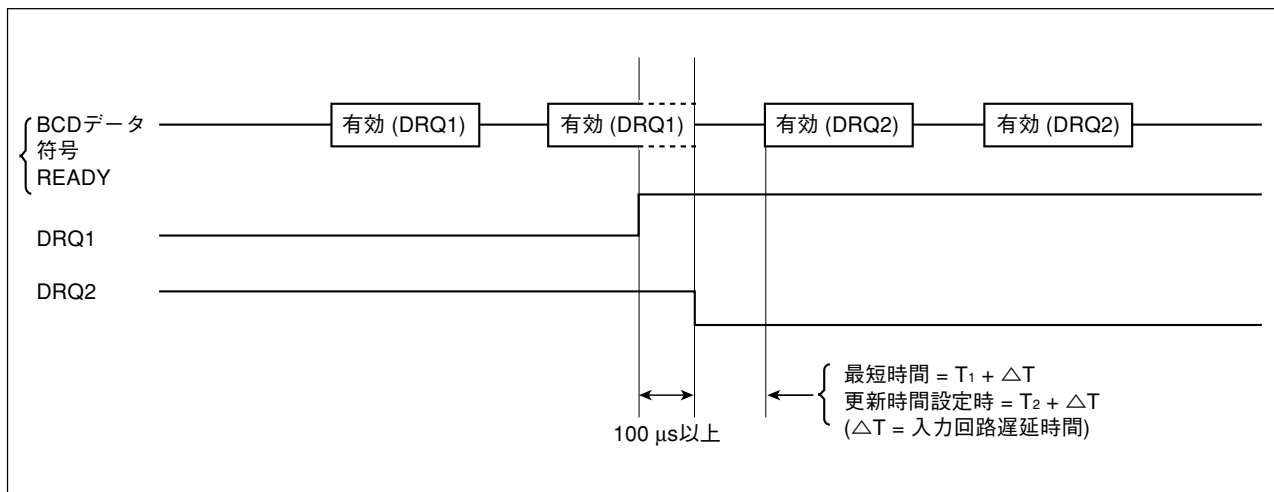 有効 (DRQ1)
有効 (DRQ1)
有効 (DRQ2)
有効 (DRQ2)
BCDデータ
符号
READY
DRQ1
DRQ2
100 μs以上
最短時間 = T₁ + △T
更新時間設定時 = T₂ + △T
(△T = 入力回路遅延時間)